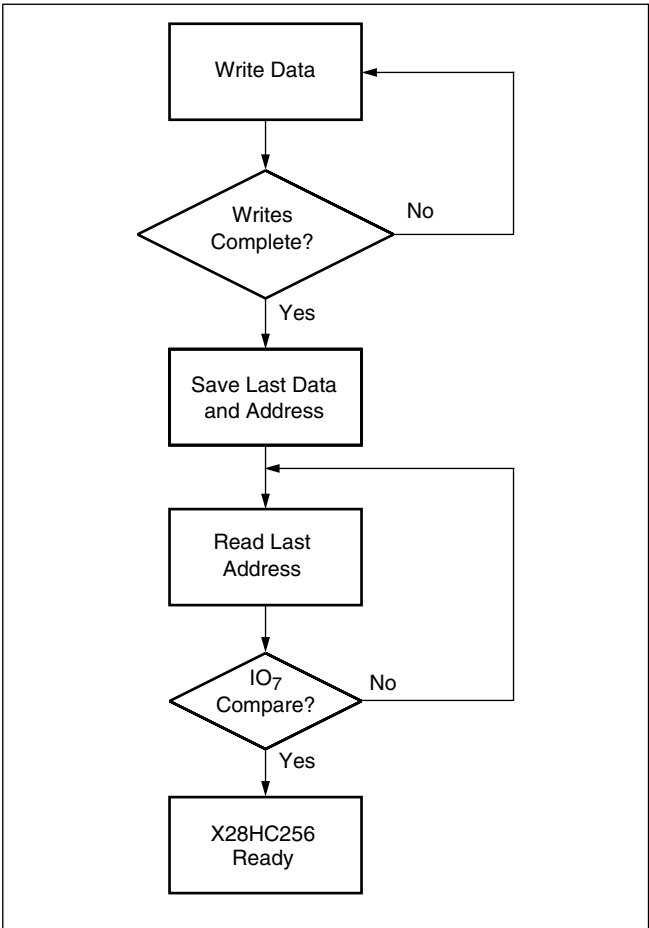 Write Data
Writes
Complete?
No
Yes
Save Last Data
and Address
Read Last
Address
IO₇
Compare?
No
Yes
X28HC256
Ready